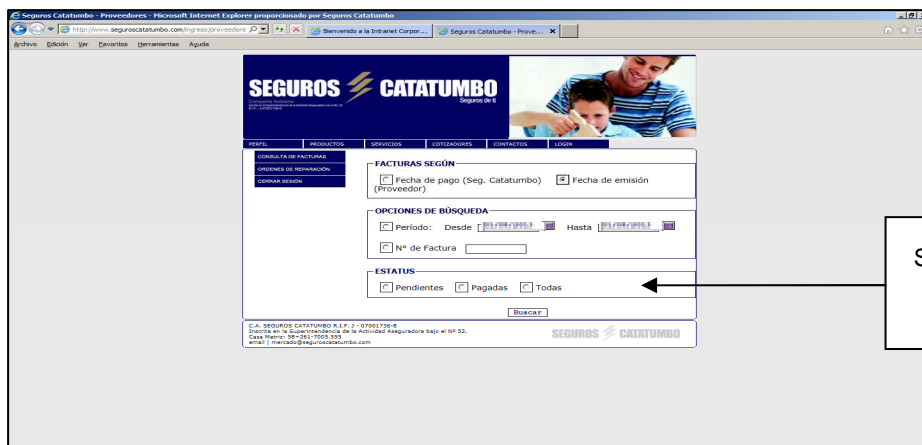 Seguros Catatumbo - Proveedores - Microsoft Internet Explorer proporcionado por Seguros Catatumbo
http://www.seguroscatatumbo.com/ingreso/proveedore
Bienvenido a la Intranet Corpor...
Seguros Catatumbo - Prove...
Archivo Edición Ver Favoritos Herramientas Ayuda
SEGUROS CATATUMBO
Seguros de ti
PERFIL PRODUCTOS SERVICIOS COTIZADORES CONTACTOS LOGIN
CONSULTA DE FACTURAS
ORDENES DE REPARACIÓN
CERRAR SESIÓN
FACTURAS SEGÚN
Fecha de pago (Seg. Catatumbo) Fecha de emisión
(Proveedor)
OPCIONES DE BÚSQUEDA
Período: Desde Hasta
Nº de Factura
ESTATUS
Pendientes Pagadas Todas
S
Buscar
C.A. SEGUROS CATATUMBO R.I.F. J - 07001736-8
Inscrita en la Superintendencia de la Actividad Aseguradora bajo el Nº 52.
Casa Matriz: 58+261-7005.555
email | mercado@seguroscatatumbo.com
SEGUROS CATATUMBO